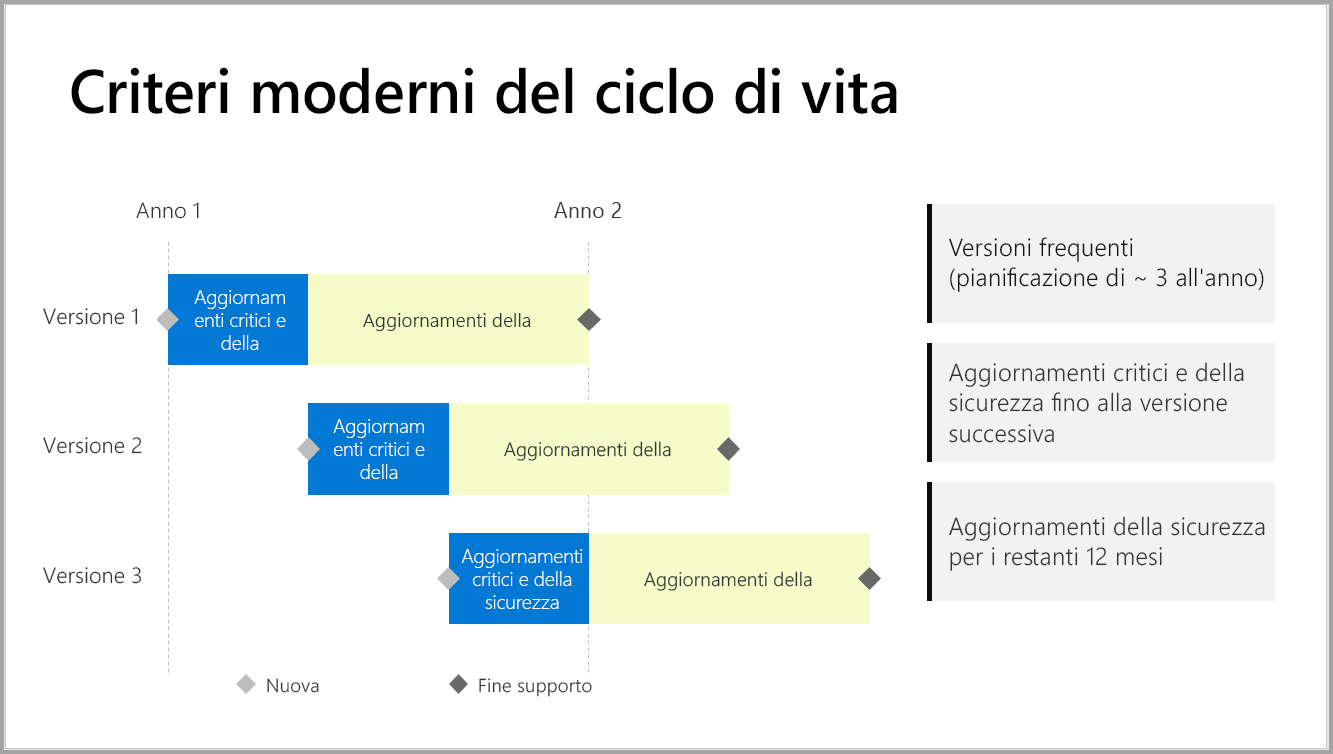 Criteri moderni del ciclo di vita
Anno 1
Anno 2
Versione 1
Aggiornam
enti critici e
della
Aggiornamenti della
Versione 2
Aggiornam
enti critici e
della
Aggiornamenti della
Versione 3
Aggiornamenti
critici e della
sicurezza
Aggiornamenti della
Nuova
Fine supporto
Versioni frequenti
(pianificazione di ~ 3 all'anno)
Aggiornamenti critici e della
sicurezza fino alla versione
successiva
Aggiornamenti della sicurezza
per i restanti 12 mesi